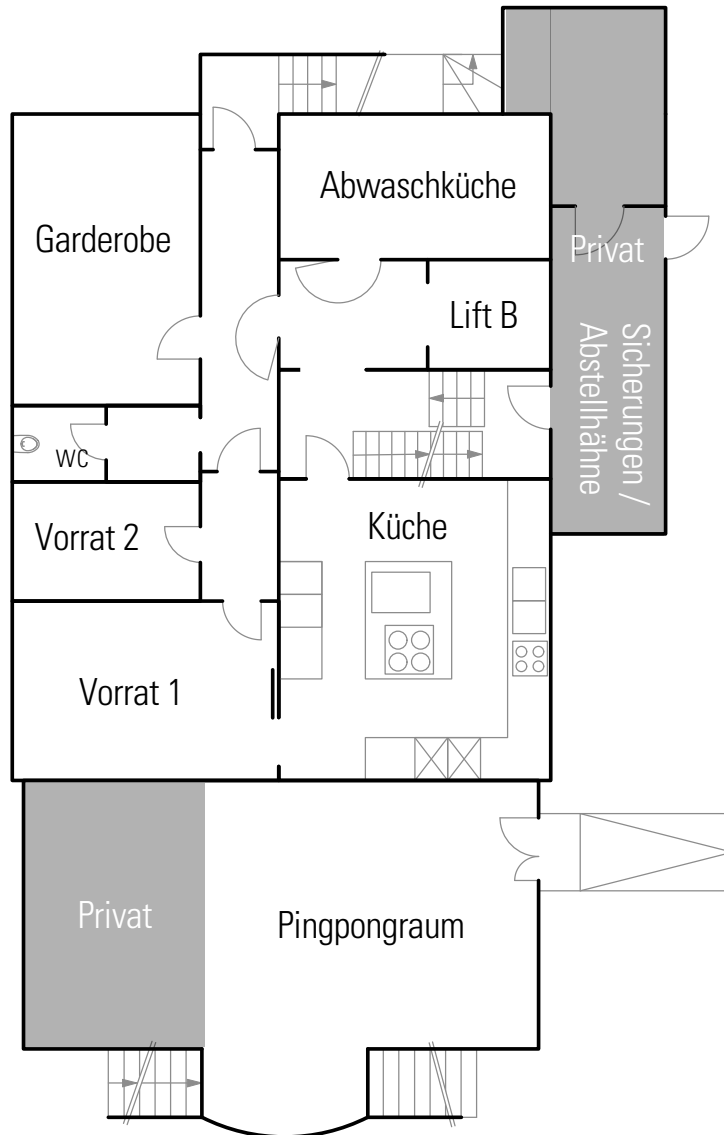 Abwaschküche
Garderobe
Privat
Lift B
Sicherungen /
Abstellhähne
WC
Küche
Vorrat 2
Vorrat 1
Privat
Pingpongraum